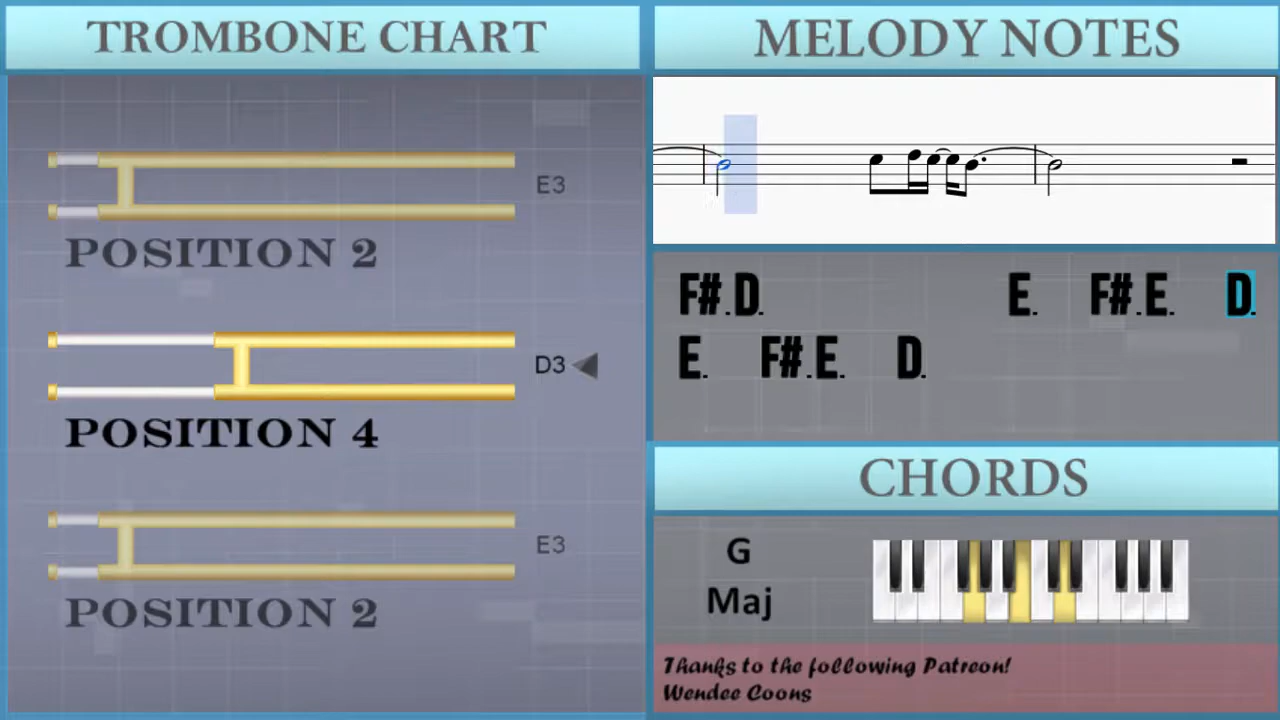 TROMBONE CHART
E3
POSITION 2
D3
POSITION 4
E3
POSITION 2
MELODY NOTES
F#.D. E. F#.E. D.
E. F#.E. D.
CHORDS
G
Maj
Thanks to the following Patreon!
Wendee Coons